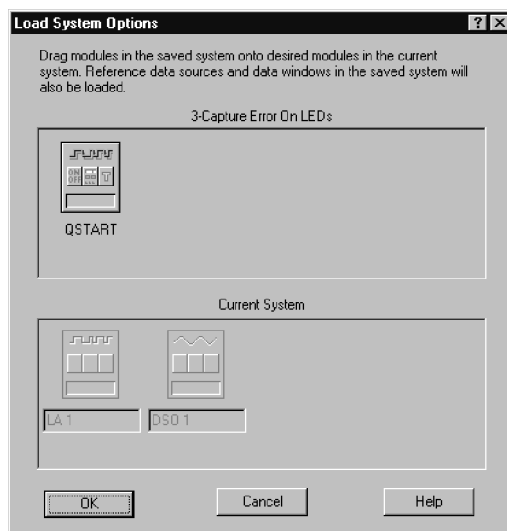 Load System Options
Drag modules in the saved system onto desired modules in the current
system. Reference data sources and data windows in the saved system will
also be loaded.
3-Capture Error On LEDs
ON
OFF
T
QSTART
Current System
LA 1
DSO 1
OK
Cancel
Help